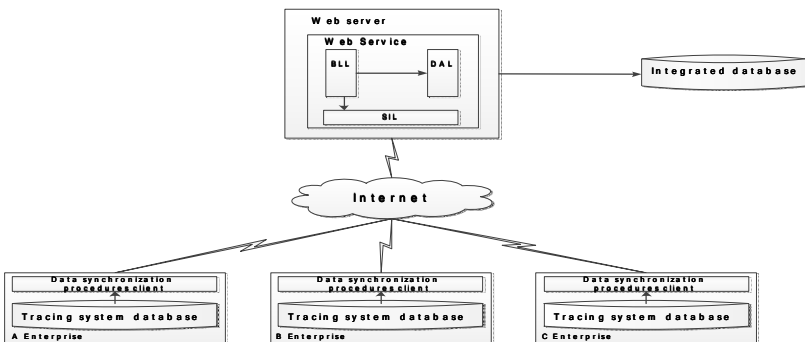 Web server
Web Service
BLL
DAL
SIL
Integrated database
Internet
Data synchronization
procedures client
Tracing system database
A Enterprise
Data synchronization
procedures client
Tracing system database
B Enterprise
Data synchronization
procedures client
Tracing system database
C Enterprise